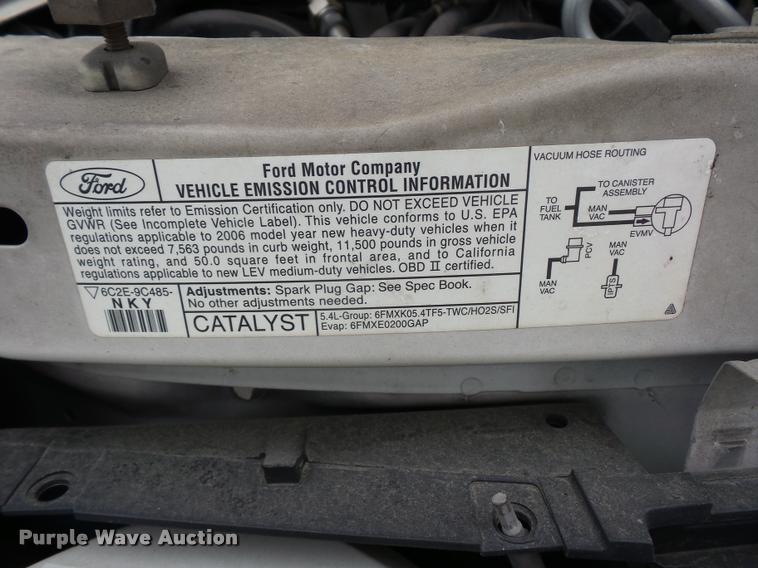 Ford
Ford Motor Company
VEHICLE EMISSION CONTROL INFORMATION
Weight limits refer to Emission Certification only. DO NOT EXCEED VEHICLE
GVWR (See Incomplete Vehicle Label). This vehicle conforms to U.S. EPA
regulations applicable to 2006 model year new heavy-duty vehicles when it
does not exceed 7,563 pounds in curb weight, 11,500 pounds in gross vehicle
weight rating, and 50.0 square feet in frontal area, and to California
regulations applicable to new LEV medium-duty vehicles. OBD II certified.
6C2E-9C485-
NKY
Adjustments: Spark Plug Gap: See Spec Book.
No other adjustments needed.
CATALYST
5.4L-Group: 6FMXK05.4TF5-TWC/HO2S/SFI
Evap: 6FMXE0200GAP
VACUUM HOSE ROUTING
TO CANISTER
ASSEMBLY
TO
FUEL
TANK
MAN
VAC
EVMV
PCV
MAN
VAC
MAN
VAC
Purple Wave Auction